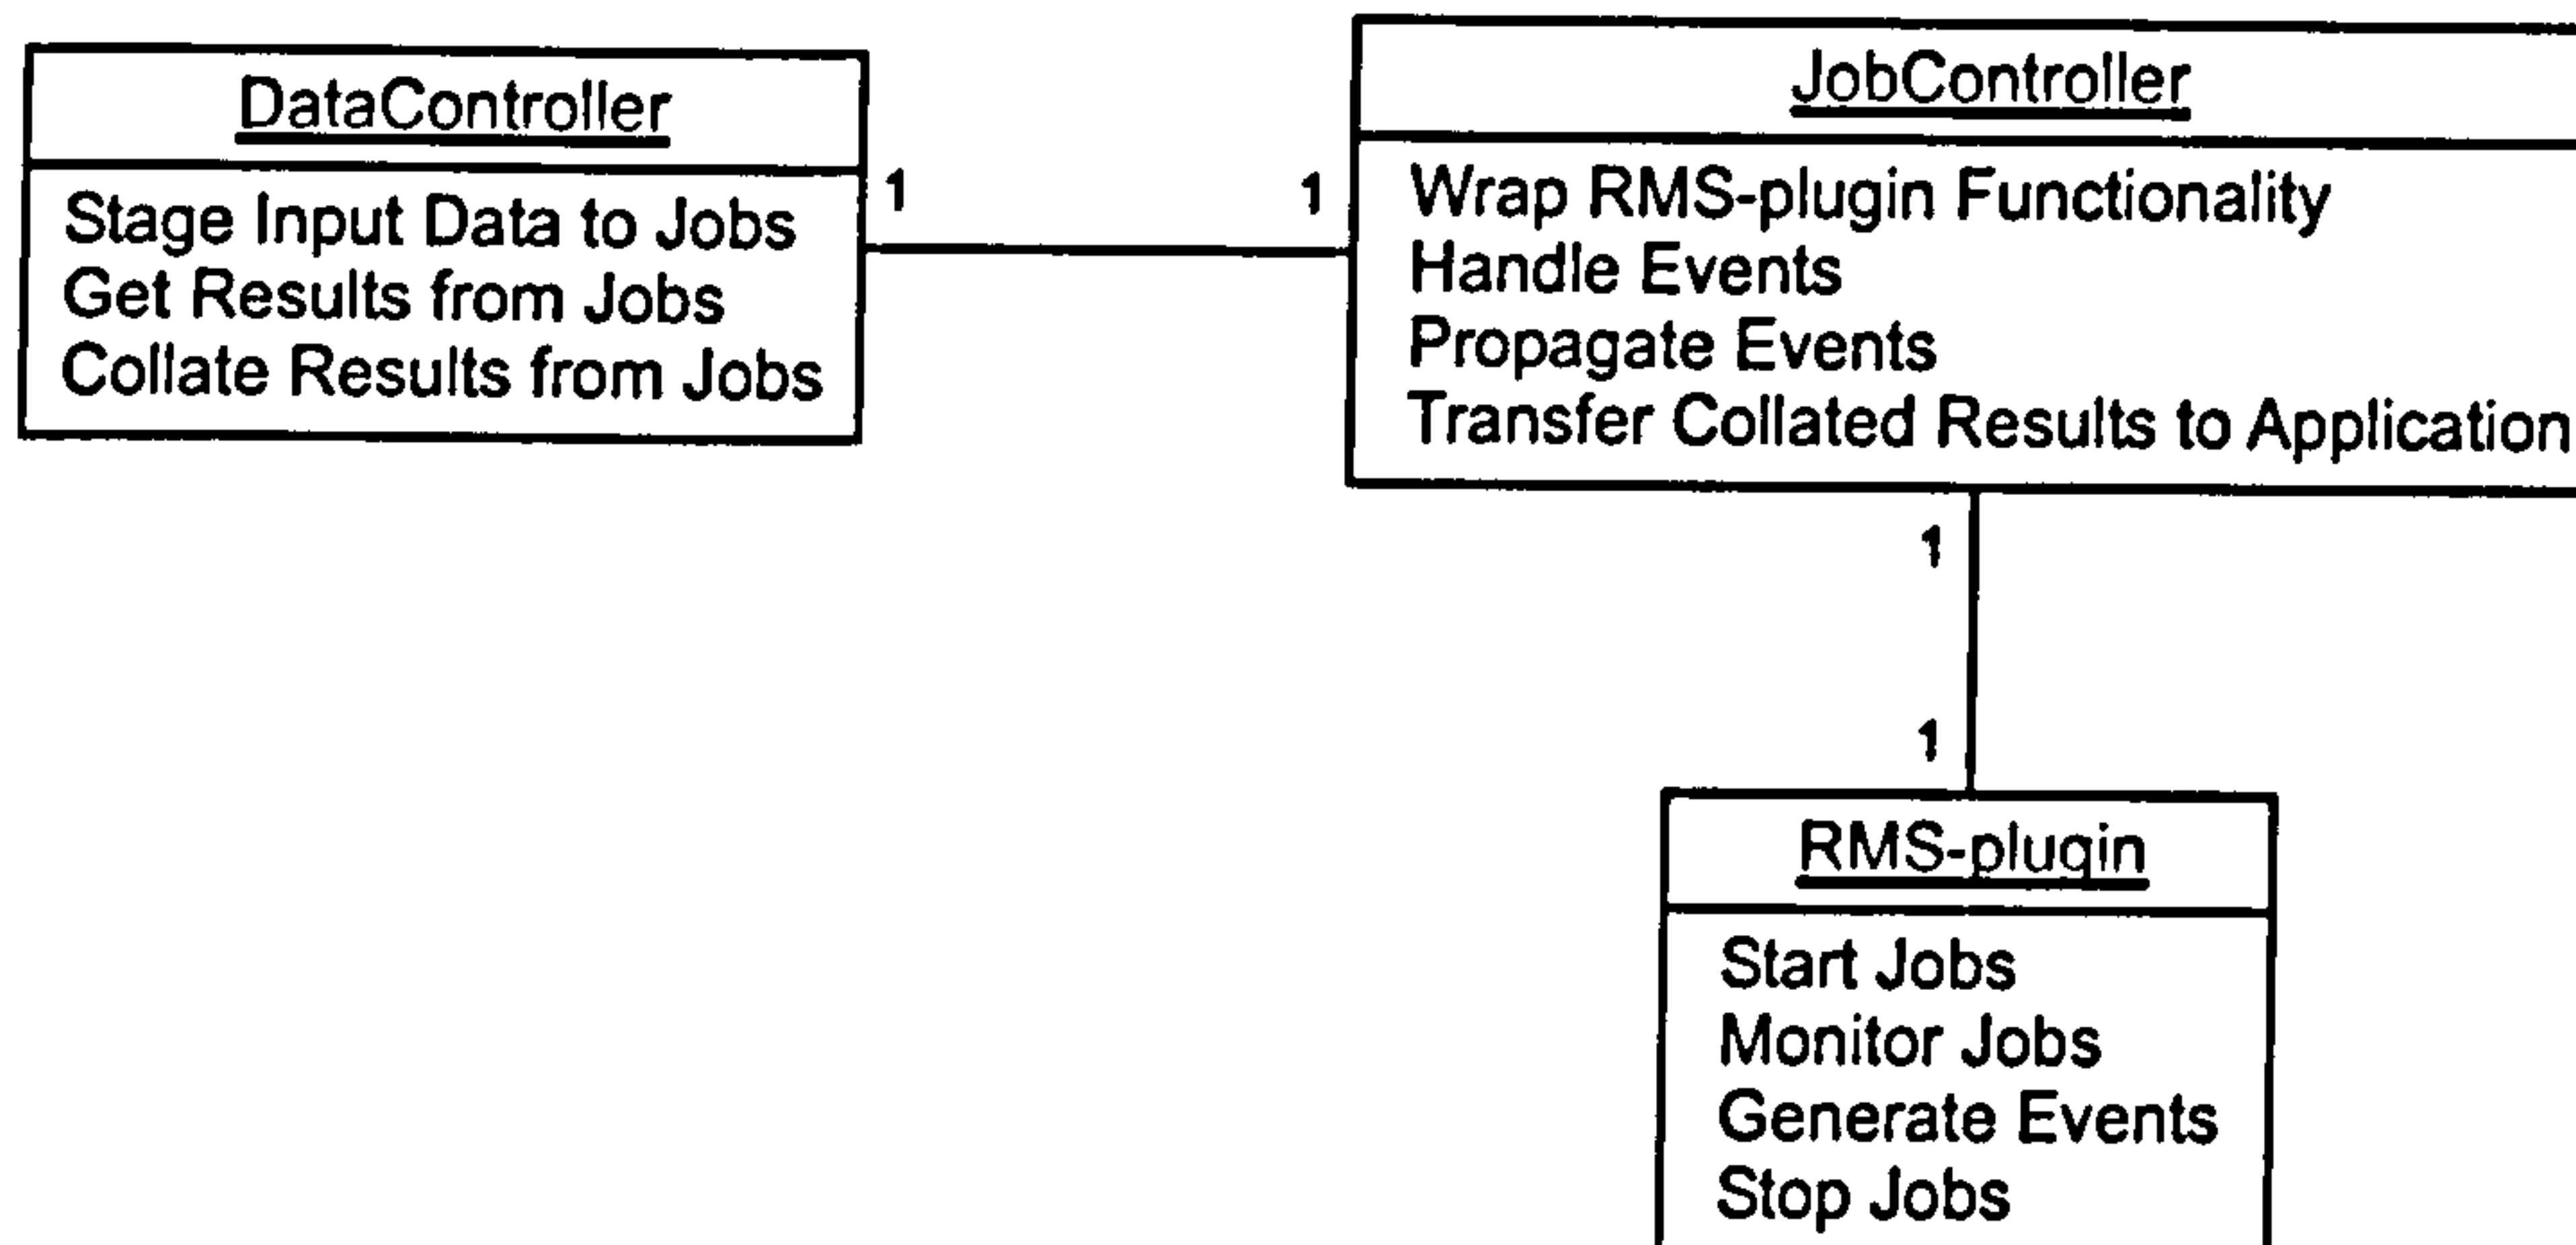 DataController
Stage Input Data to Jobs
Get Results from Jobs
Collate Results from Jobs
1
1
JobController
Wrap RMS-plugin Functionality
Handle Events
Propagate Events
Transfer Collated Results to Application
1
1
RMS-plugin
Start Jobs
Monitor Jobs
Generate Events
Stop Jobs